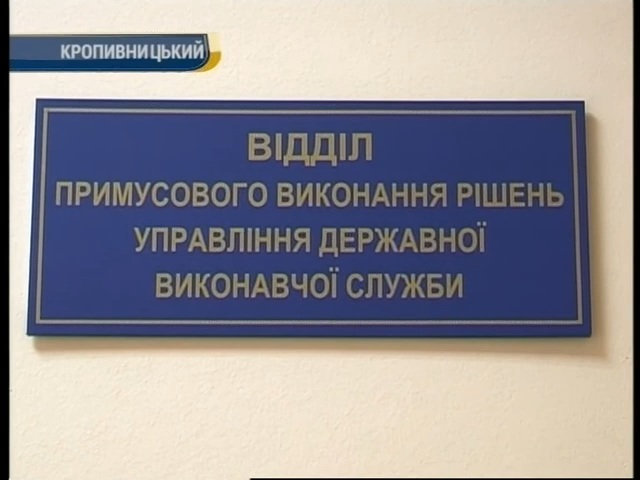 КРОПИВНИЦЬКИЙ
ВІДДІЛ
ПРИМУСОВОГО ВИКОНАННЯ РІШЕНЬ
УПРАВЛІННЯ ДЕРЖАВНОЇ
ВИКОНАВЧОЇ СЛУЖБИ